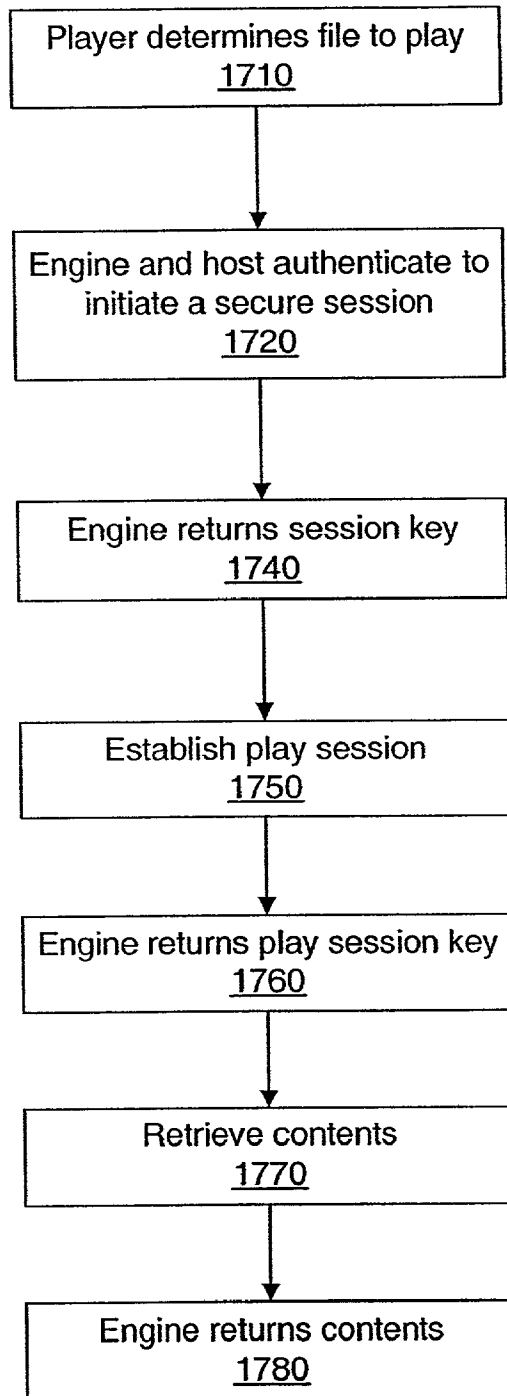 Player determines file to play
1710
Engine and host authenticate to
initiate a secure session
1720
Engine returns session key
1740
Establish play session
1750
Engine returns play session key
1760
Retrieve contents
1770
Engine returns contents
1780